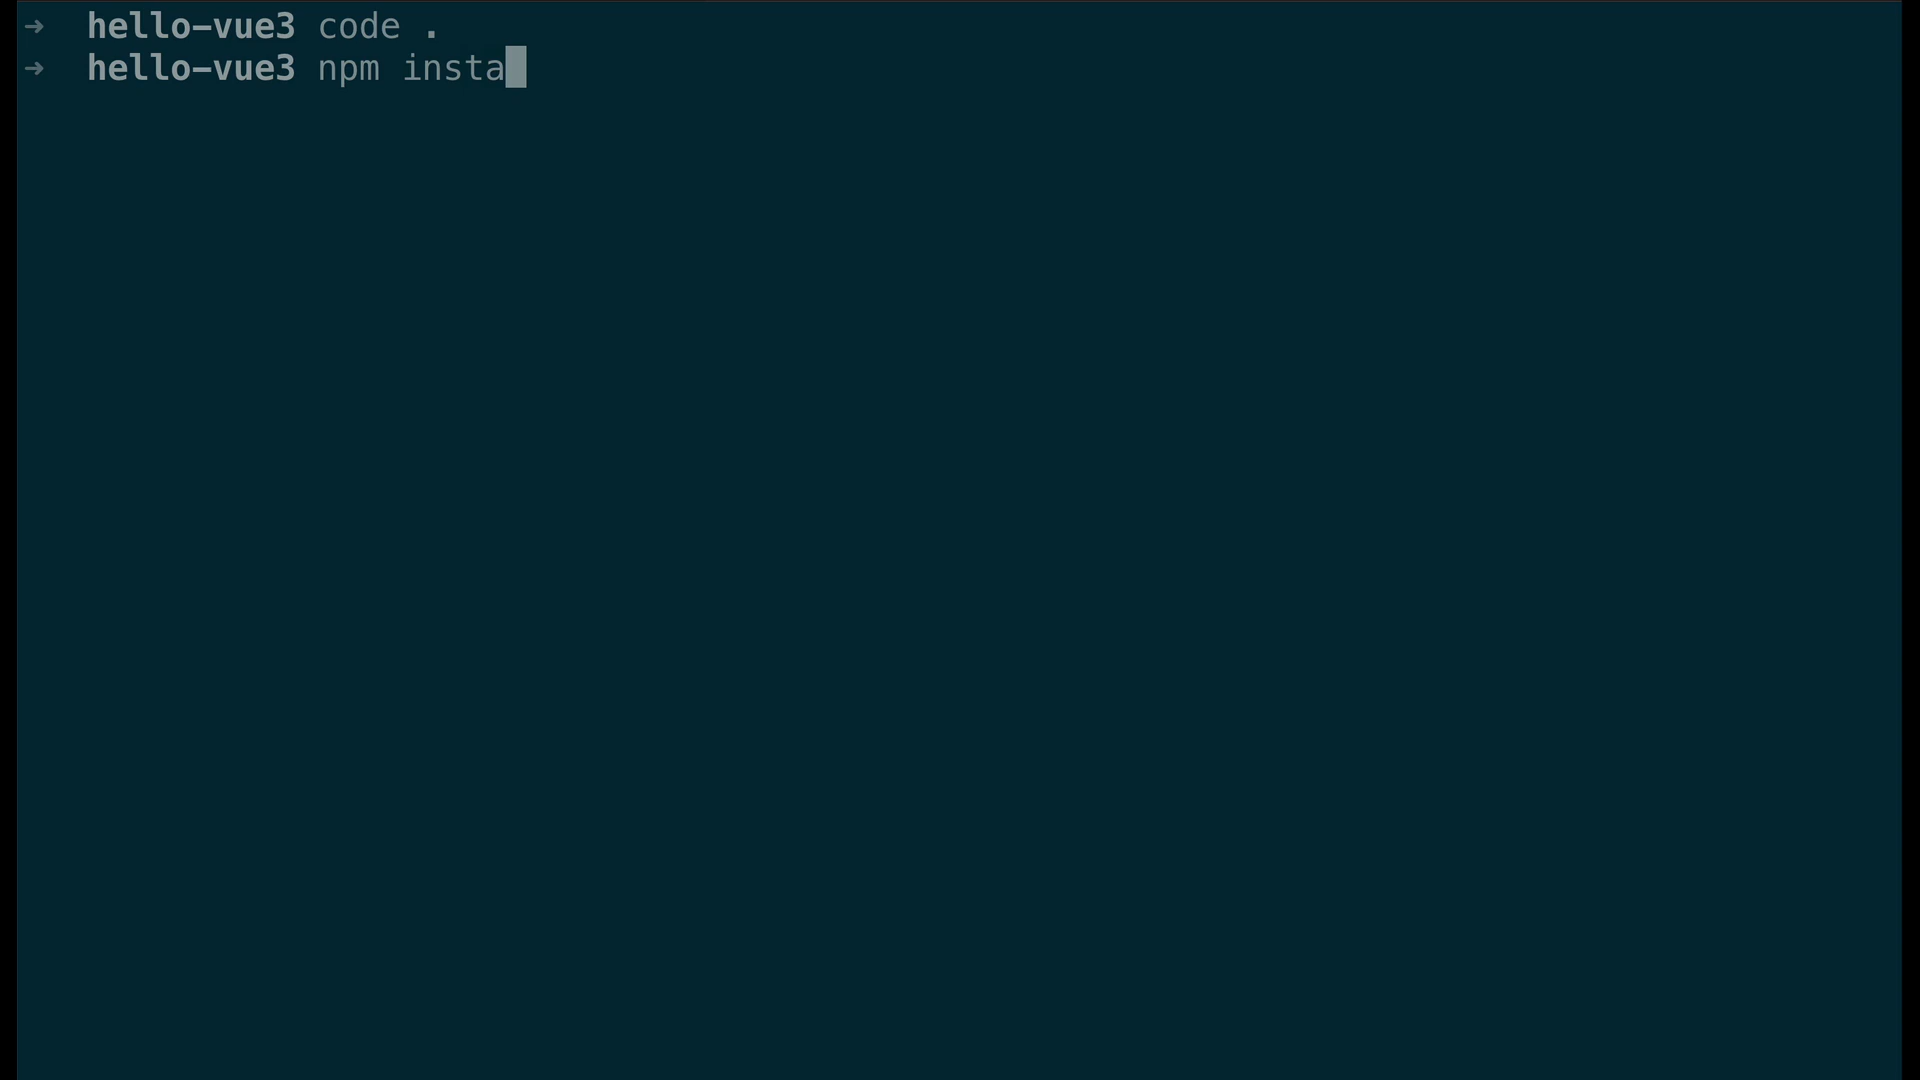 → hello-vue3 code .
→ hello-vue3 npm insta